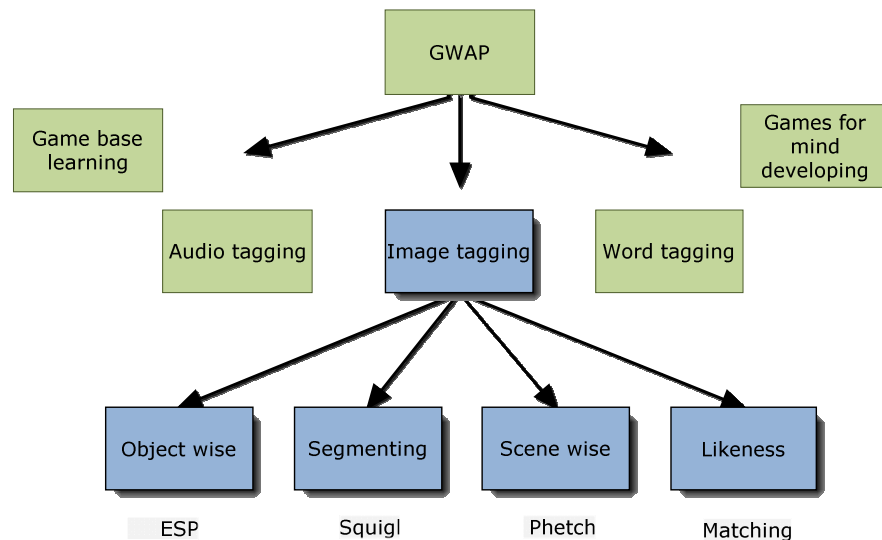 GWAP
Game base
learning
Games for
mind
developing
Audio tagging
Image tagging
Word tagging
Object wise
Segmenting
Scene wise
Likeness
ESP
Squigl
Phetch
Matching